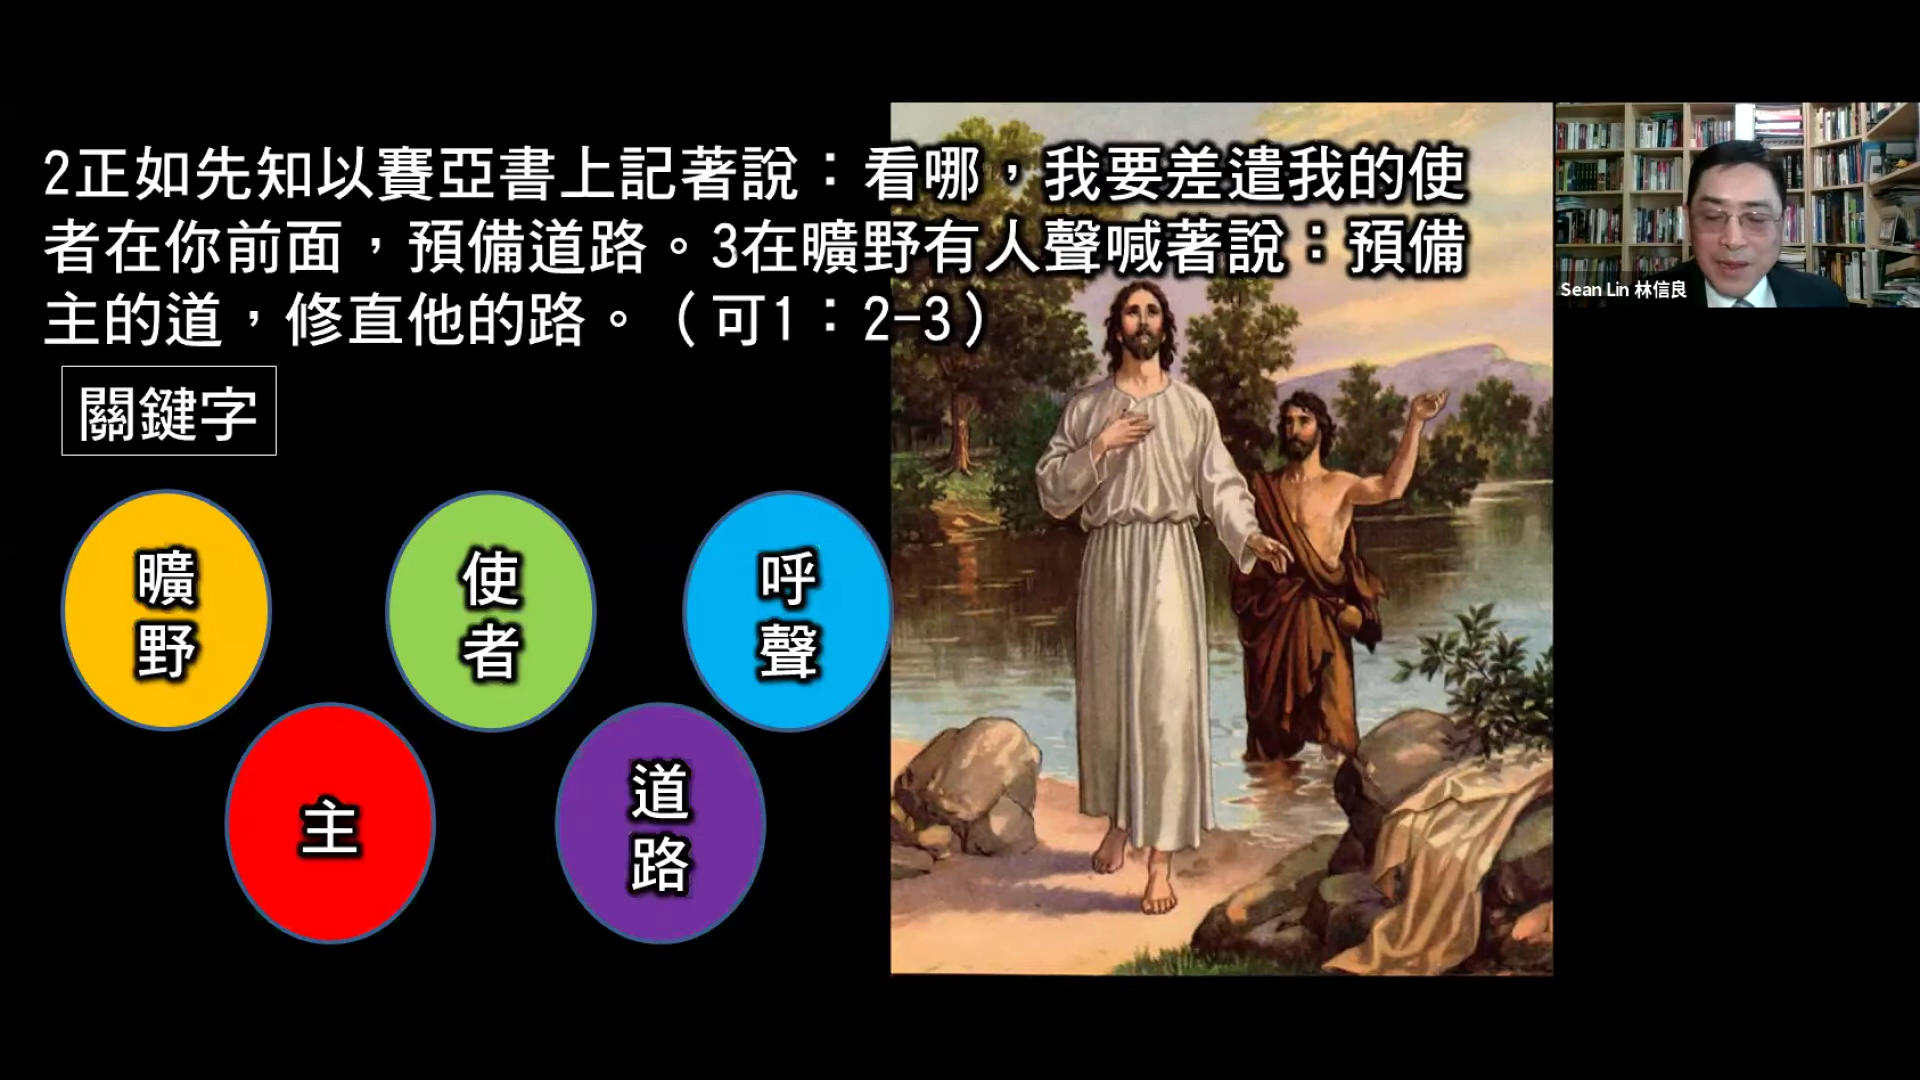 2正如先知以賽亞書上記著說：看哪，我要差遣我的使
者在你前面，預備道路。3在曠野有人聲喊著說：預備
主的道，修直他的路。（可1：2-3）
關鍵字
曠野
使者
呼聲
主
道路
Sean Lin 林信良